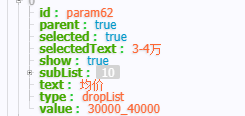 id : param62
parent : true
selected : true
selectedText : 3-4万
show : true
subList : 10
text : 均价
type : dropList
value : 30000_40000